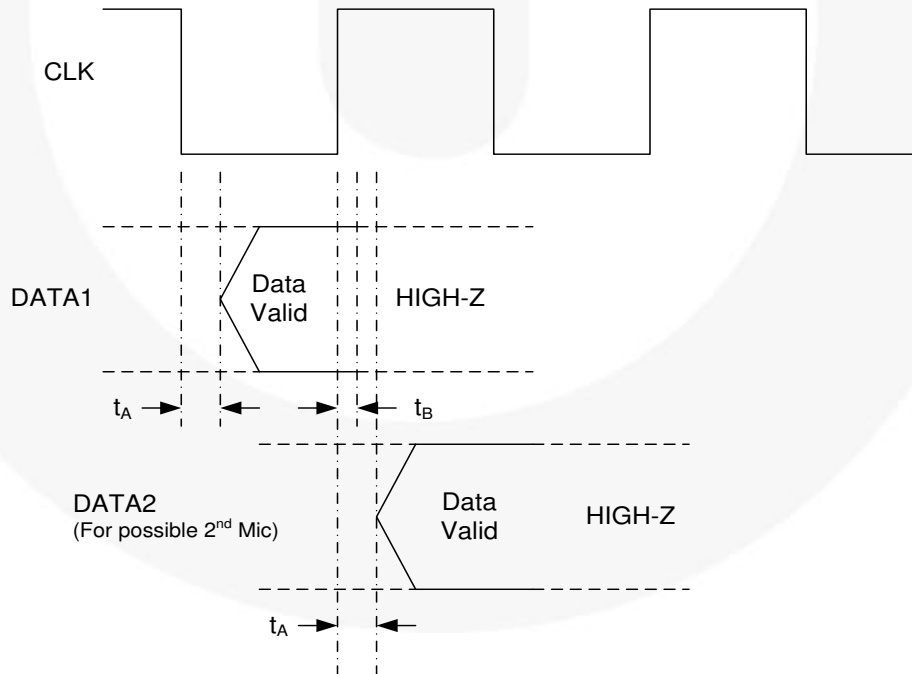 CLK
DATA1
Data
Valid
HIGH-Z
tA
tB
DATA2
(For possible 2nd Mic)
Data
Valid
HIGH-Z
tA